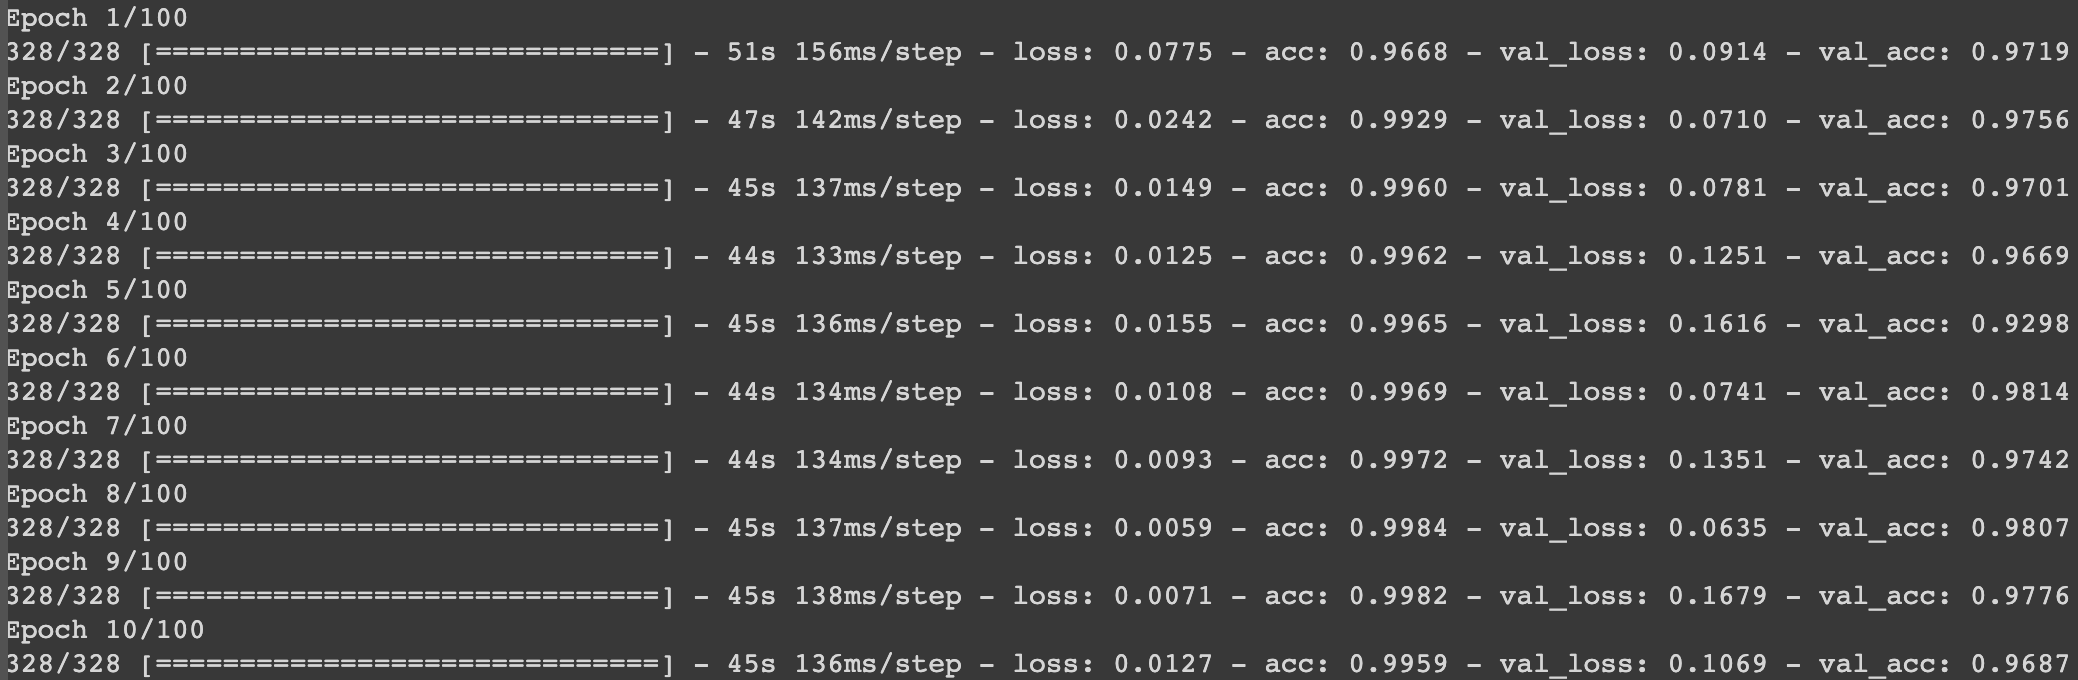 Epoch 1/100
328/328 [==============================] - 51s 156ms/step - loss: 0.0775 - acc: 0.9668 - val_loss: 0.0914 - val_acc: 0.9719
Epoch 2/100
328/328 [==============================] - 47s 142ms/step - loss: 0.0242 - acc: 0.9929 - val_loss: 0.0710 - val_acc: 0.9756
Epoch 3/100
328/328 [==============================] - 45s 137ms/step - loss: 0.0149 - acc: 0.9960 - val_loss: 0.0781 - val_acc: 0.9701
Epoch 4/100
328/328 [==============================] - 44s 133ms/step - loss: 0.0125 - acc: 0.9962 - val_loss: 0.1251 - val_acc: 0.9669
Epoch 5/100
328/328 [==============================] - 45s 136ms/step - loss: 0.0155 - acc: 0.9965 - val_loss: 0.1616 - val_acc: 0.9298
Epoch 6/100
328/328 [==============================] - 44s 134ms/step - loss: 0.0108 - acc: 0.9969 - val_loss: 0.0741 - val_acc: 0.9814
Epoch 7/100
328/328 [==============================] - 44s 134ms/step - loss: 0.0093 - acc: 0.9972 - val_loss: 0.1351 - val_acc: 0.9742
Epoch 8/100
328/328 [==============================] - 45s 137ms/step - loss: 0.0059 - acc: 0.9984 - val_loss: 0.0635 - val_acc: 0.9807
Epoch 9/100
328/328 [==============================] - 45s 138ms/step - loss: 0.0071 - acc: 0.9982 - val_loss: 0.1679 - val_acc: 0.9776
Epoch 10/100
328/328 [==============================] - 45s 136ms/step - loss: 0.0127 - acc: 0.9959 - val_loss: 0.1069 - val_acc: 0.9687